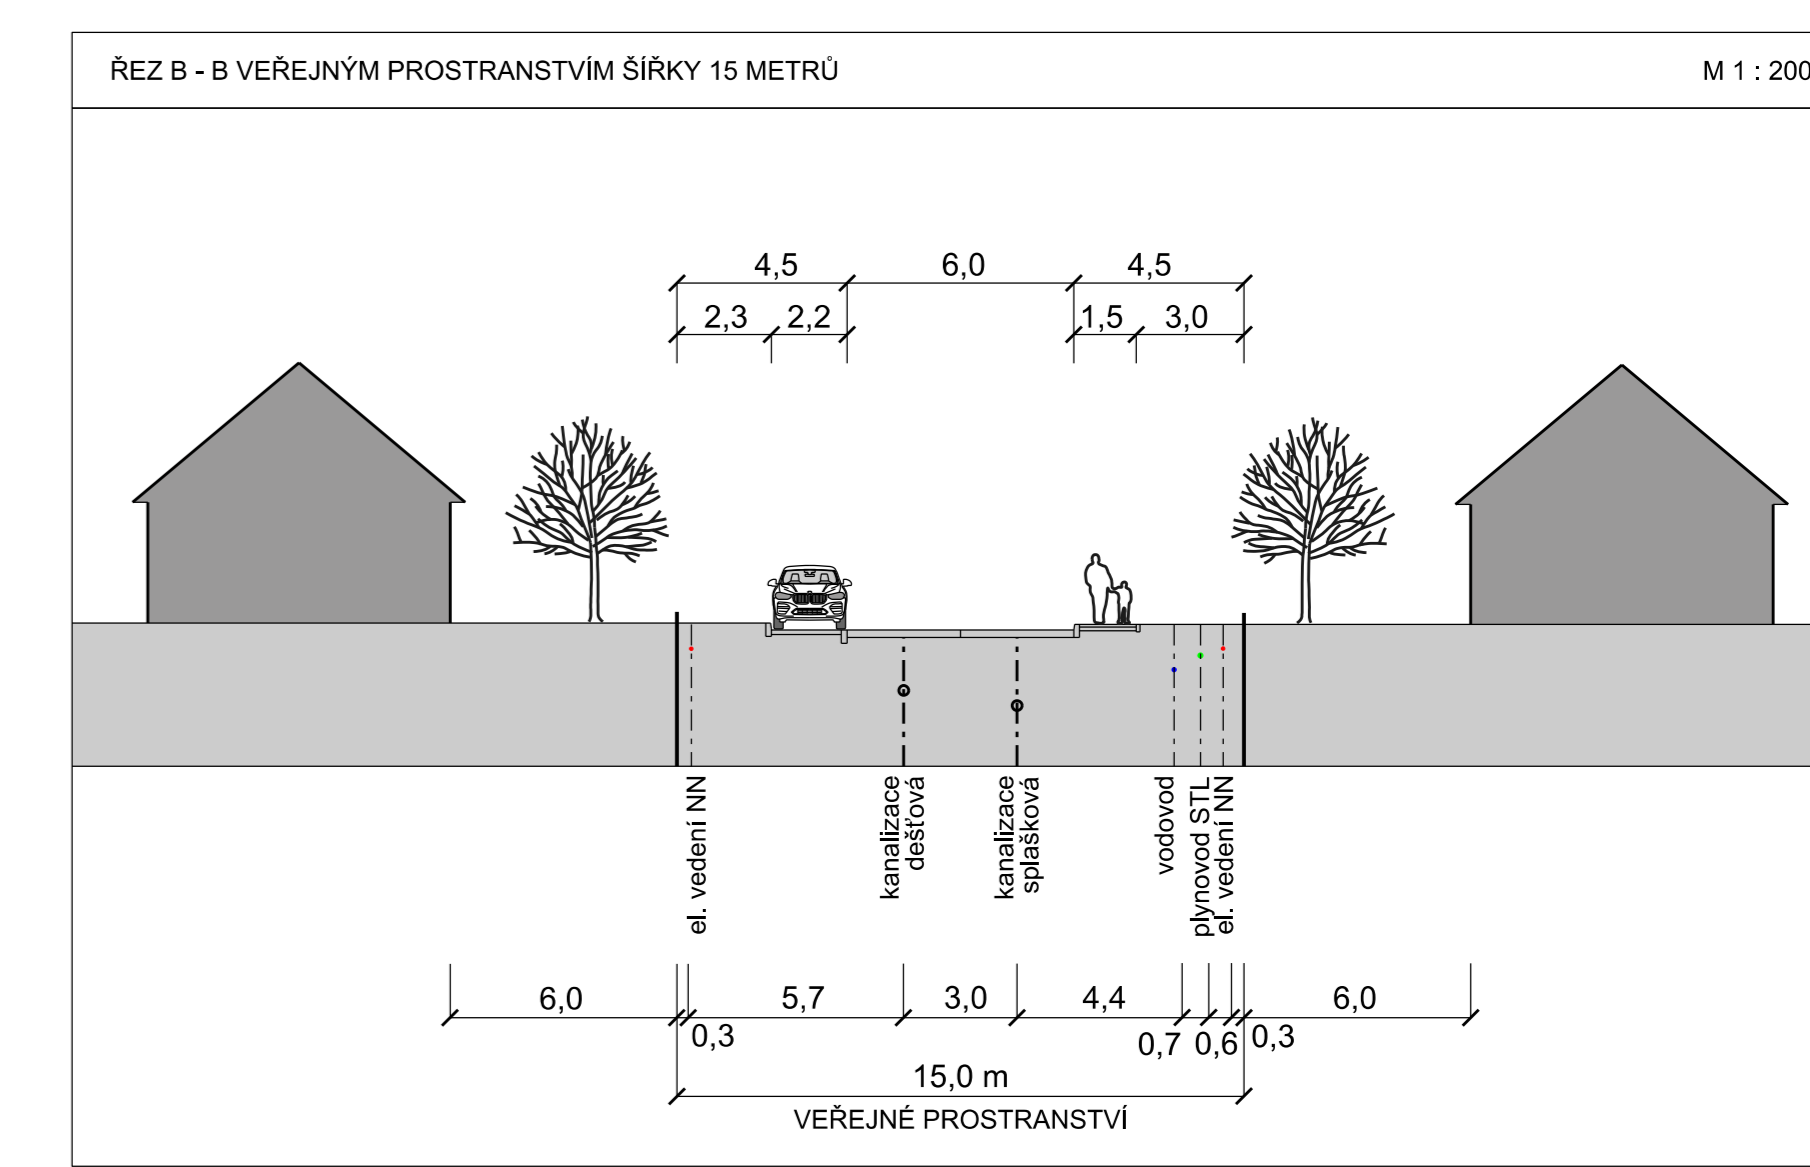 ŘEZ B - B VEŘEJNÝM PROSTRANSTVÍM ŠÍŘKY 15 METRŮ
M 1 : 200
4,5
6,0
4,5
2,3
2,2
1,5
3,0
el. vedení NN
kanalizace
dešťová
kanalizace
splašková
vodovod
plynovod STL
el. vedení NN
6,0
5,7
3,0
4,4
6,0
0,3
0,7
0,6
0,3
15,0 m
VEŘEJNÉ PROSTRANSTVÍ